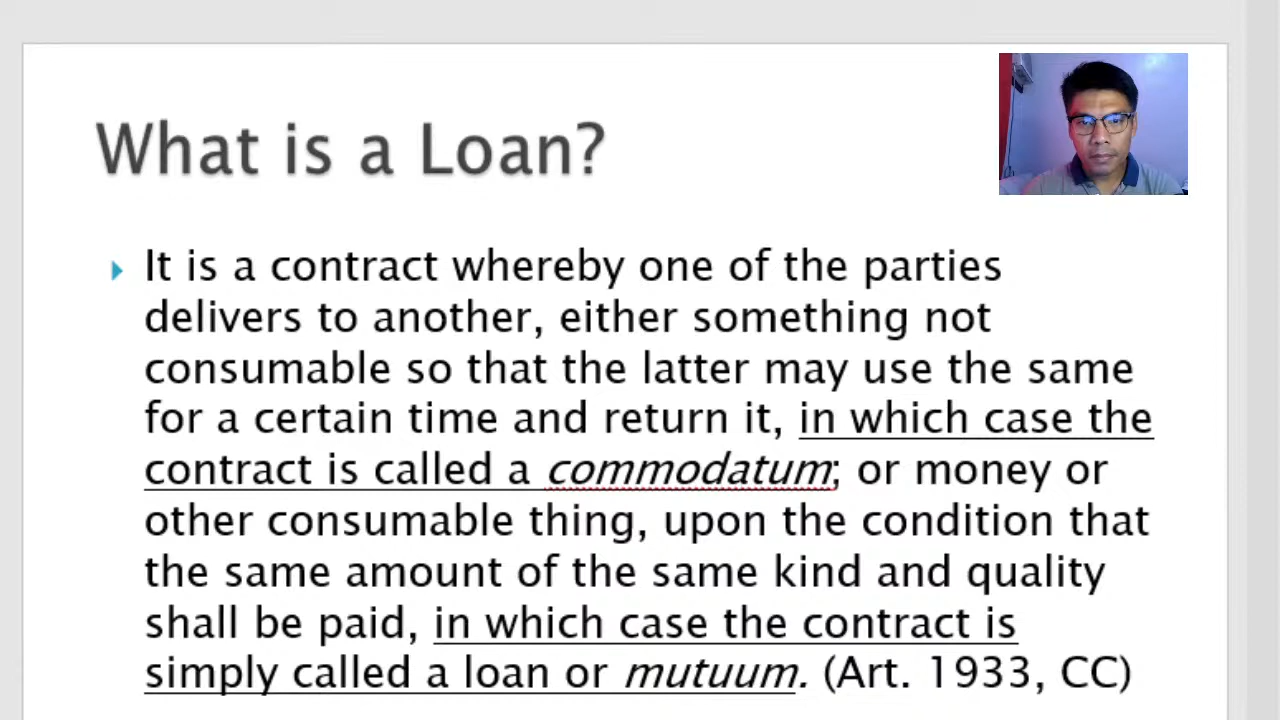 What is a Loan?
It is a contract whereby one of the parties
delivers to another, either something not
consumable so that the latter may use the same
for a certain time and return it, in which case the
contract is called a commodatum; or money or
other consumable thing, upon the condition that
the same amount of the same kind and quality
shall be paid, in which case the contract is
simply called a loan or mutuum. (Art. 1933, CC)